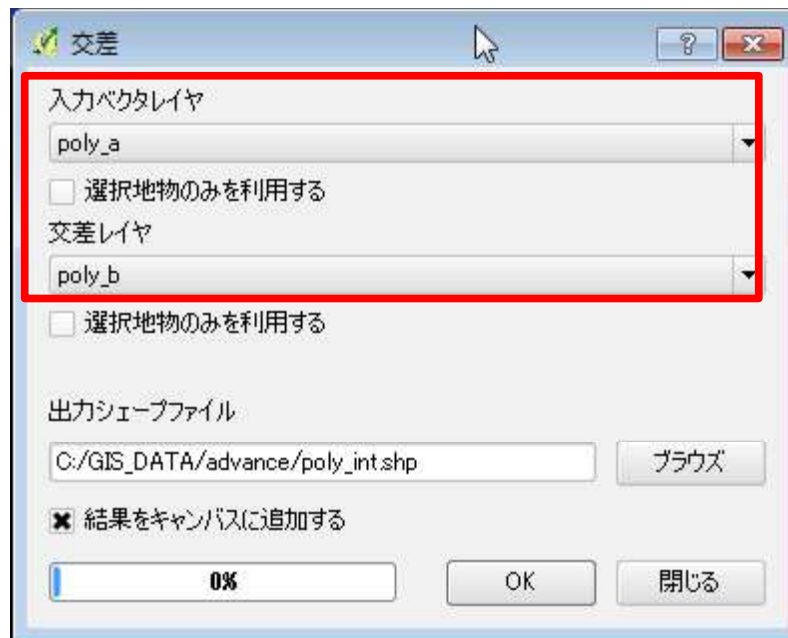 交差
入力ベクタレイヤ
poly_a
選択地物のみを利用する
交差レイヤ
poly_b
選択地物のみを利用する
出力シェープファイル
C:/GIS_DATA/advance/poly_int.shp
ブラウズ
結果をキャンバスに追加する
0%
OK
閉じる